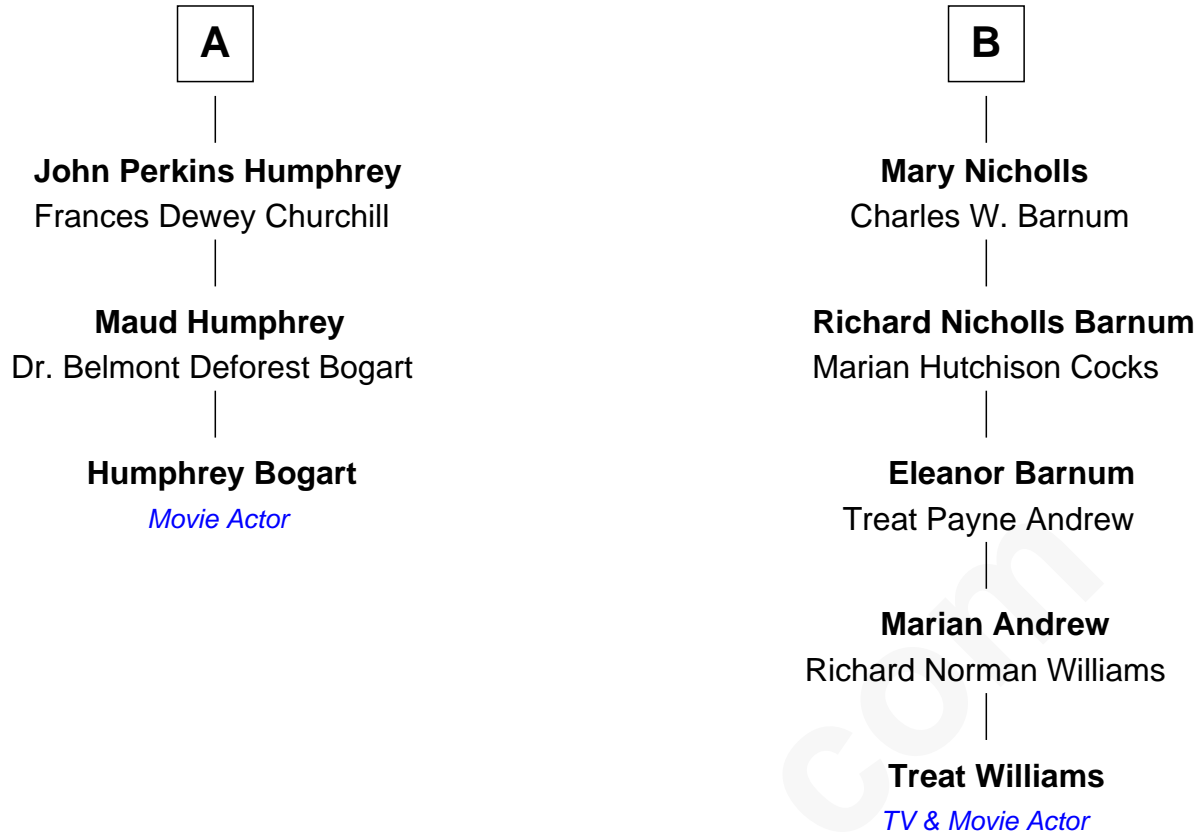 A
John Perkins Humphrey
Frances Dewey Churchill
Maud Humphrey
Dr. Belmont Deforest Bogart
Humphrey Bogart
Movie Actor
B
Mary Nicholls
Charles W. Barnum
Richard Nicholls Barnum
Marian Hutchison Cocks
Eleanor Barnum
Treat Payne Andrew
Marian Andrew
Richard Norman Williams
Treat Williams
TV & Movie Actor
com